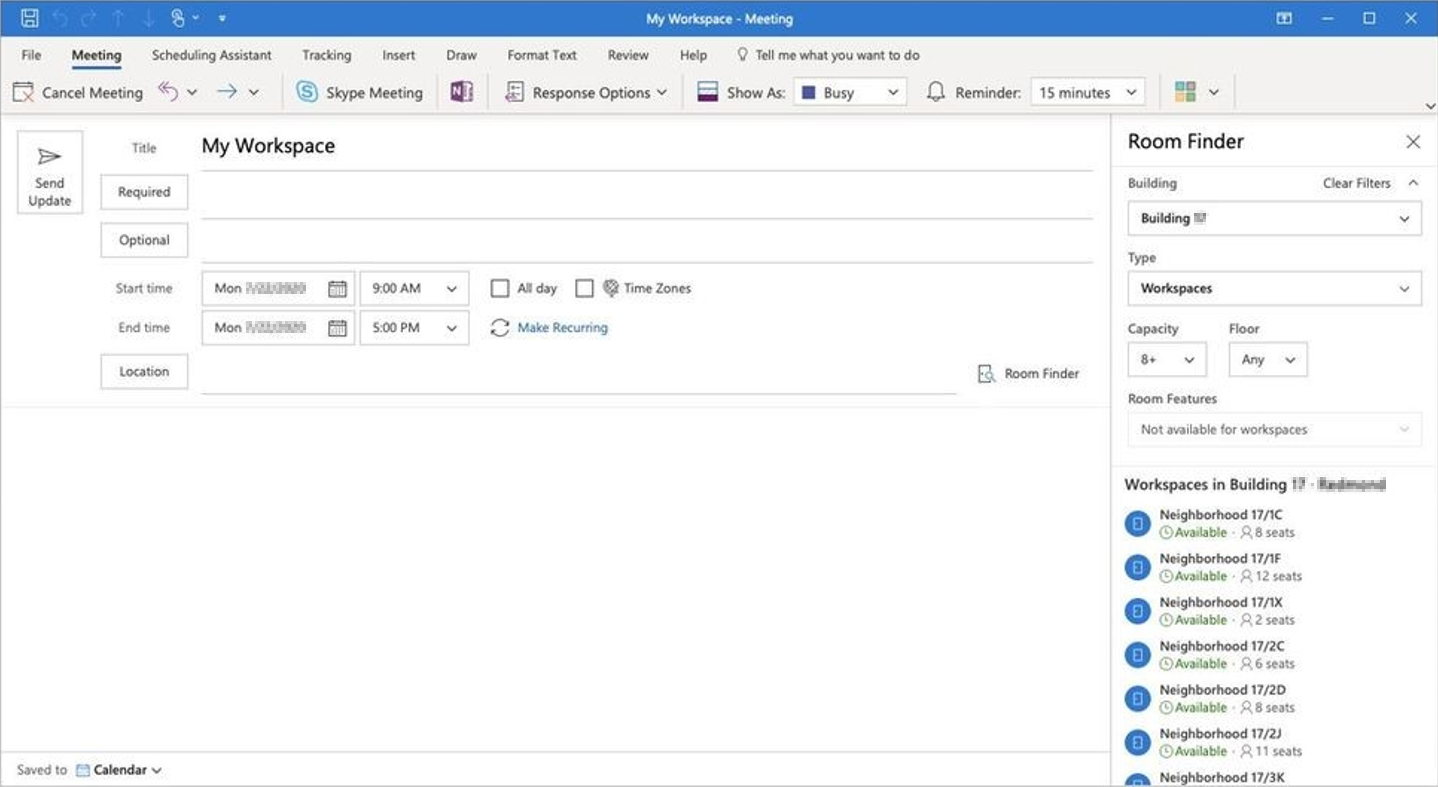 My Workspace - Meeting
File Meeting Scheduling Assistant Tracking Insert Draw Format Text Review Help Tell me what you want to do
Cancel Meeting Skype Meeting N Response Options Show As: Busy Reminder: 15 minutes
Send Update
Title My Workspace
Required
Optional
Start time Mon 9:00 AM All day Time Zones
End time Mon 5:00 PM Make Recurring
Location Room Finder
Saved to Calendar
Room Finder
Building Clear Filters
Building
Type
Workspaces
Capacity Floor
8+ Any
Room Features
Not available for workspaces
Workspaces in Building 17 · Redmond
Neighborhood 17/1C
Available · 8 seats
Neighborhood 17/1F
Available · 12 seats
Neighborhood 17/1X
Available · 2 seats
Neighborhood 17/2C
Available · 6 seats
Neighborhood 17/2D
Available · 8 seats
Neighborhood 17/2J
Available · 11 seats
Neighborhood 17/3K